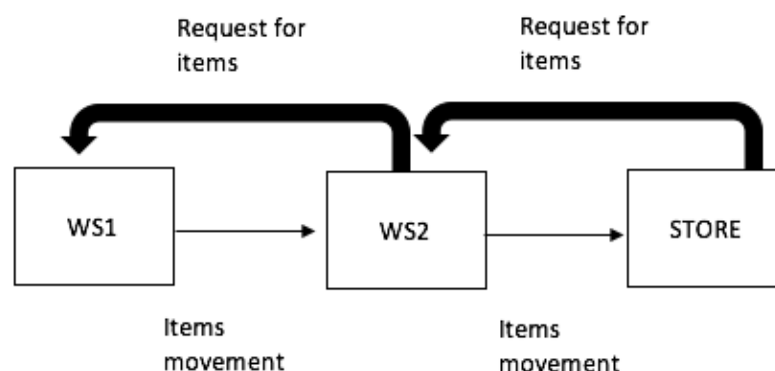 Request for
items
Request for
items
WS1
WS2
STORE
Items
movement
Items
movement